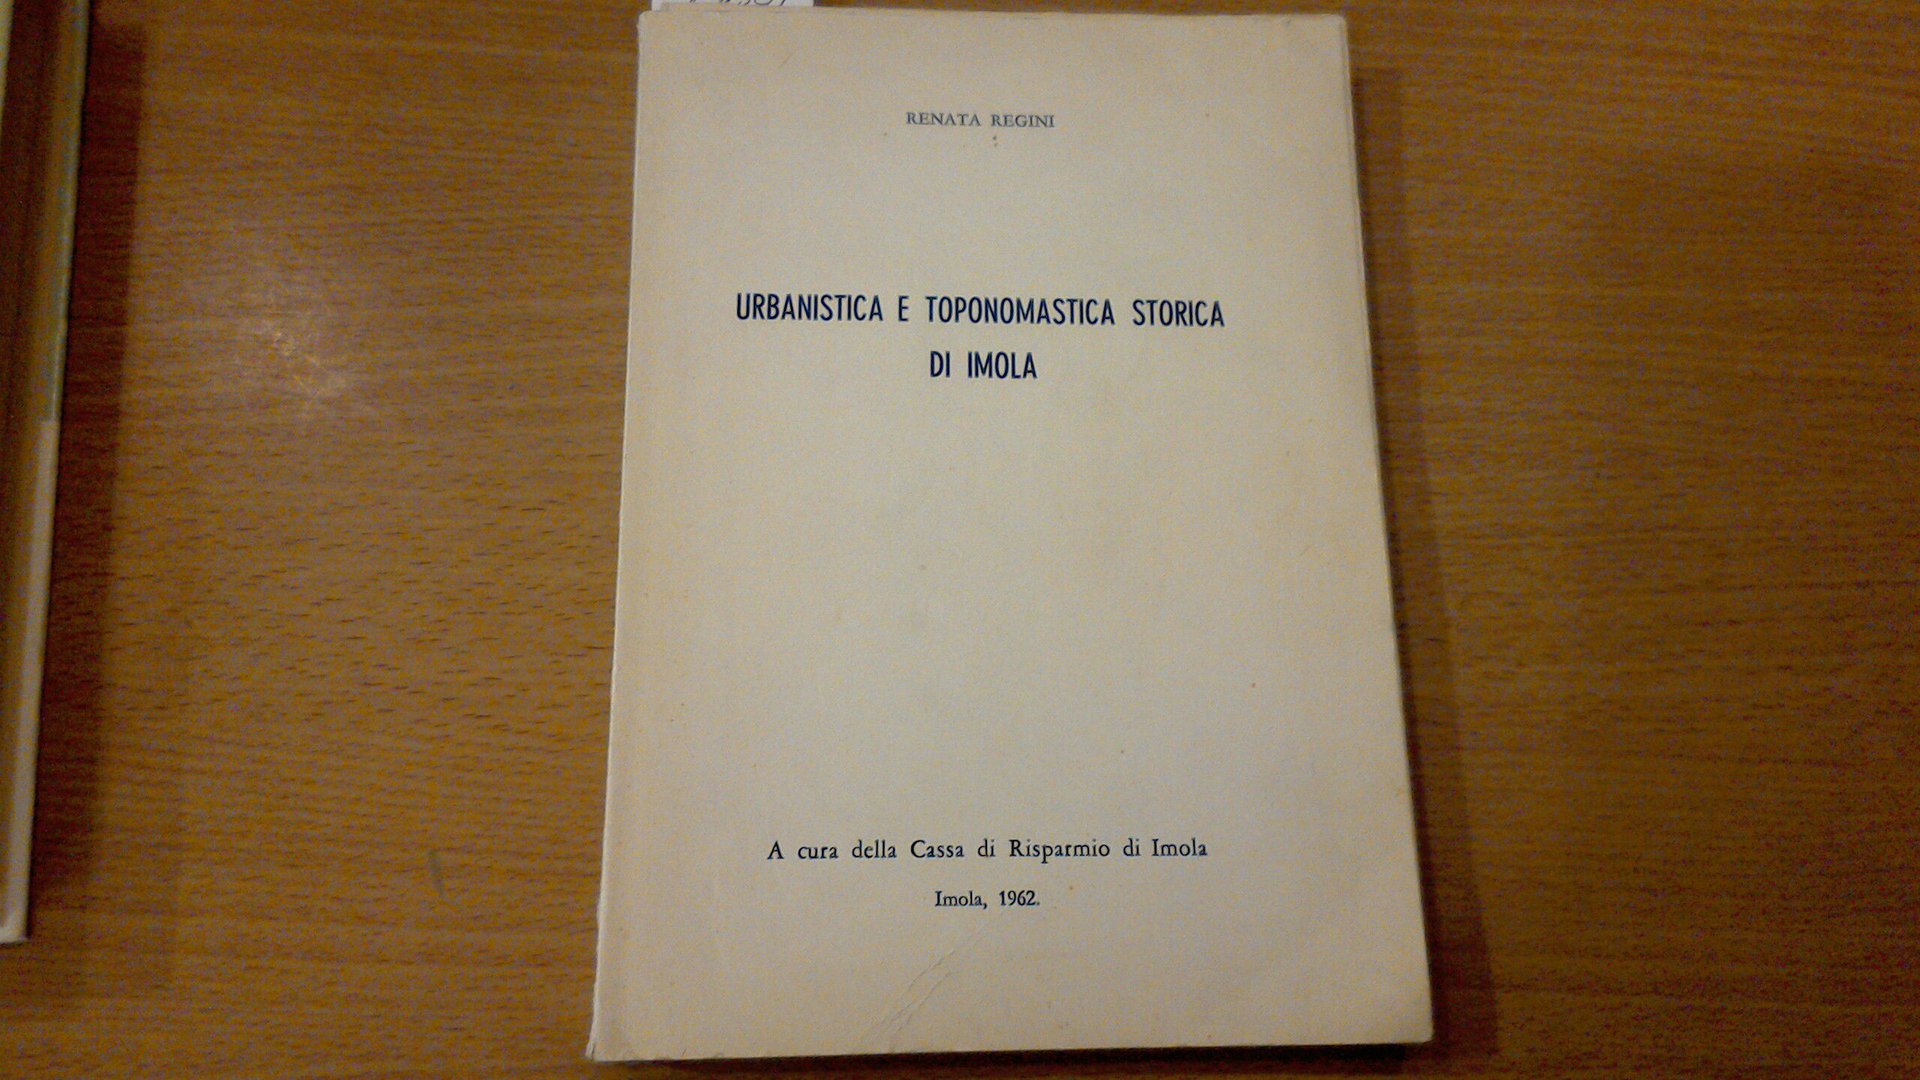 RENATA REGINI
URBANISTICA E TOPONOMASTICA STORICA
DI IMOLA
A cura della Cassa di Risparmio di Imola
Imola, 1962.